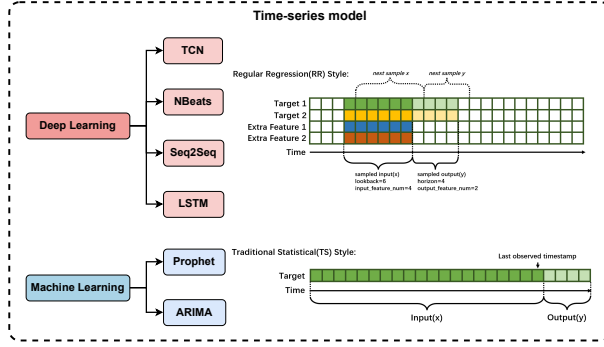 Time-series model
TCN
NBeats
Deep Learning
Seq2Seq
LSTM
Regular Regression(RR) Style:
nest sample x
nest sample y
Target 1
Target 2
Extra Feature 1
Extra Feature 2
Time
sampled input(x)
lookback=6
input_feature_num=4
sampled output(y)
horizon=4
output_feature_num=2
Prophet
Machine Learning
ARIMA
Traditional Statistical(TS) Style:
Last observed timestamp
Target
Time
Input(x)
Output(y)